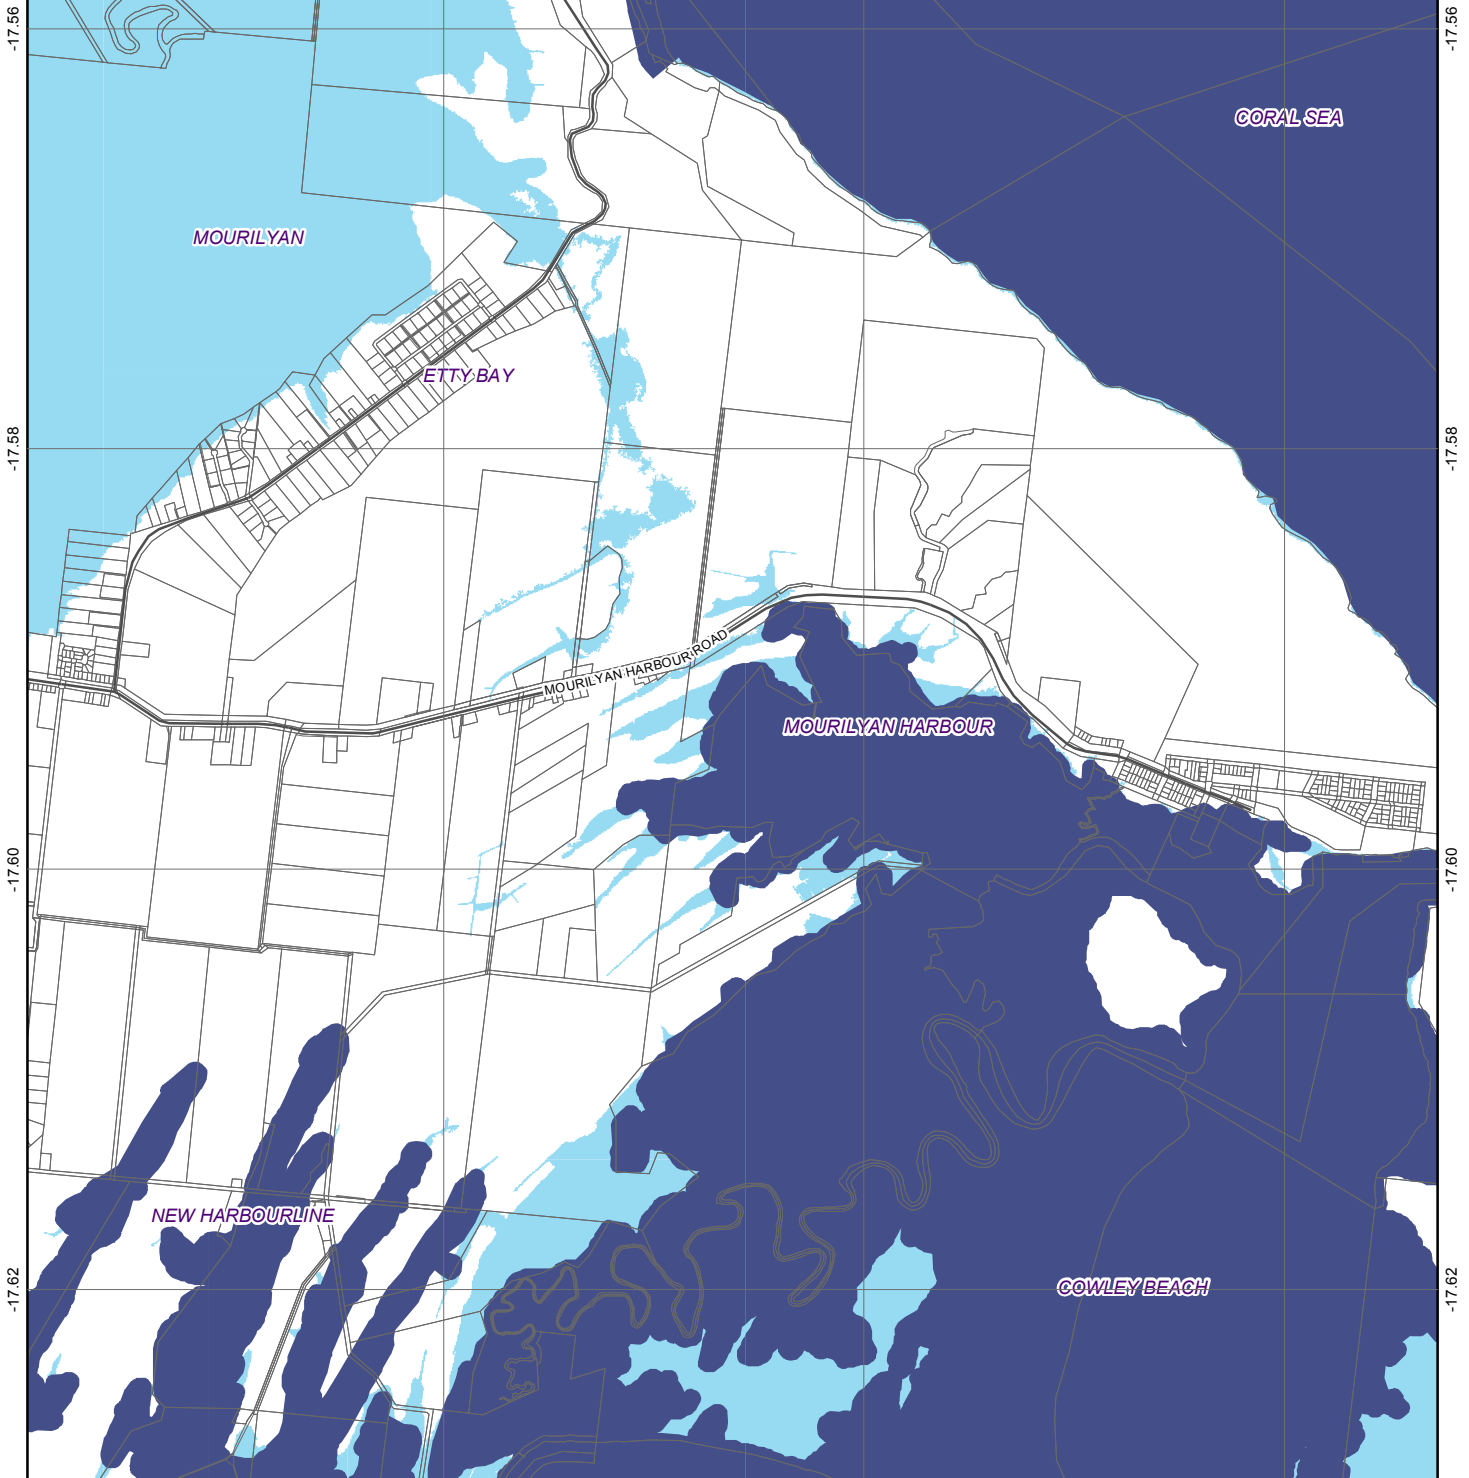 -17.56
-17.56
CORAL SEA
MOURILYAN
ETTY BAY
-17.58
-17.58
MOURILYAN HARBOUR ROAD
MOURILYAN HARBOUR
-17.60
-17.60
NEW HARBOURLINE
COWLEY BEACH
-17.62
-17.62